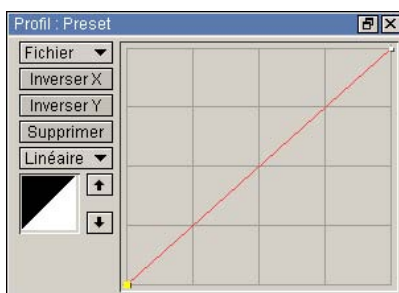 Profil : Preset
Fichier
Inverser X
Inverser Y
Supprimer
Linéaire